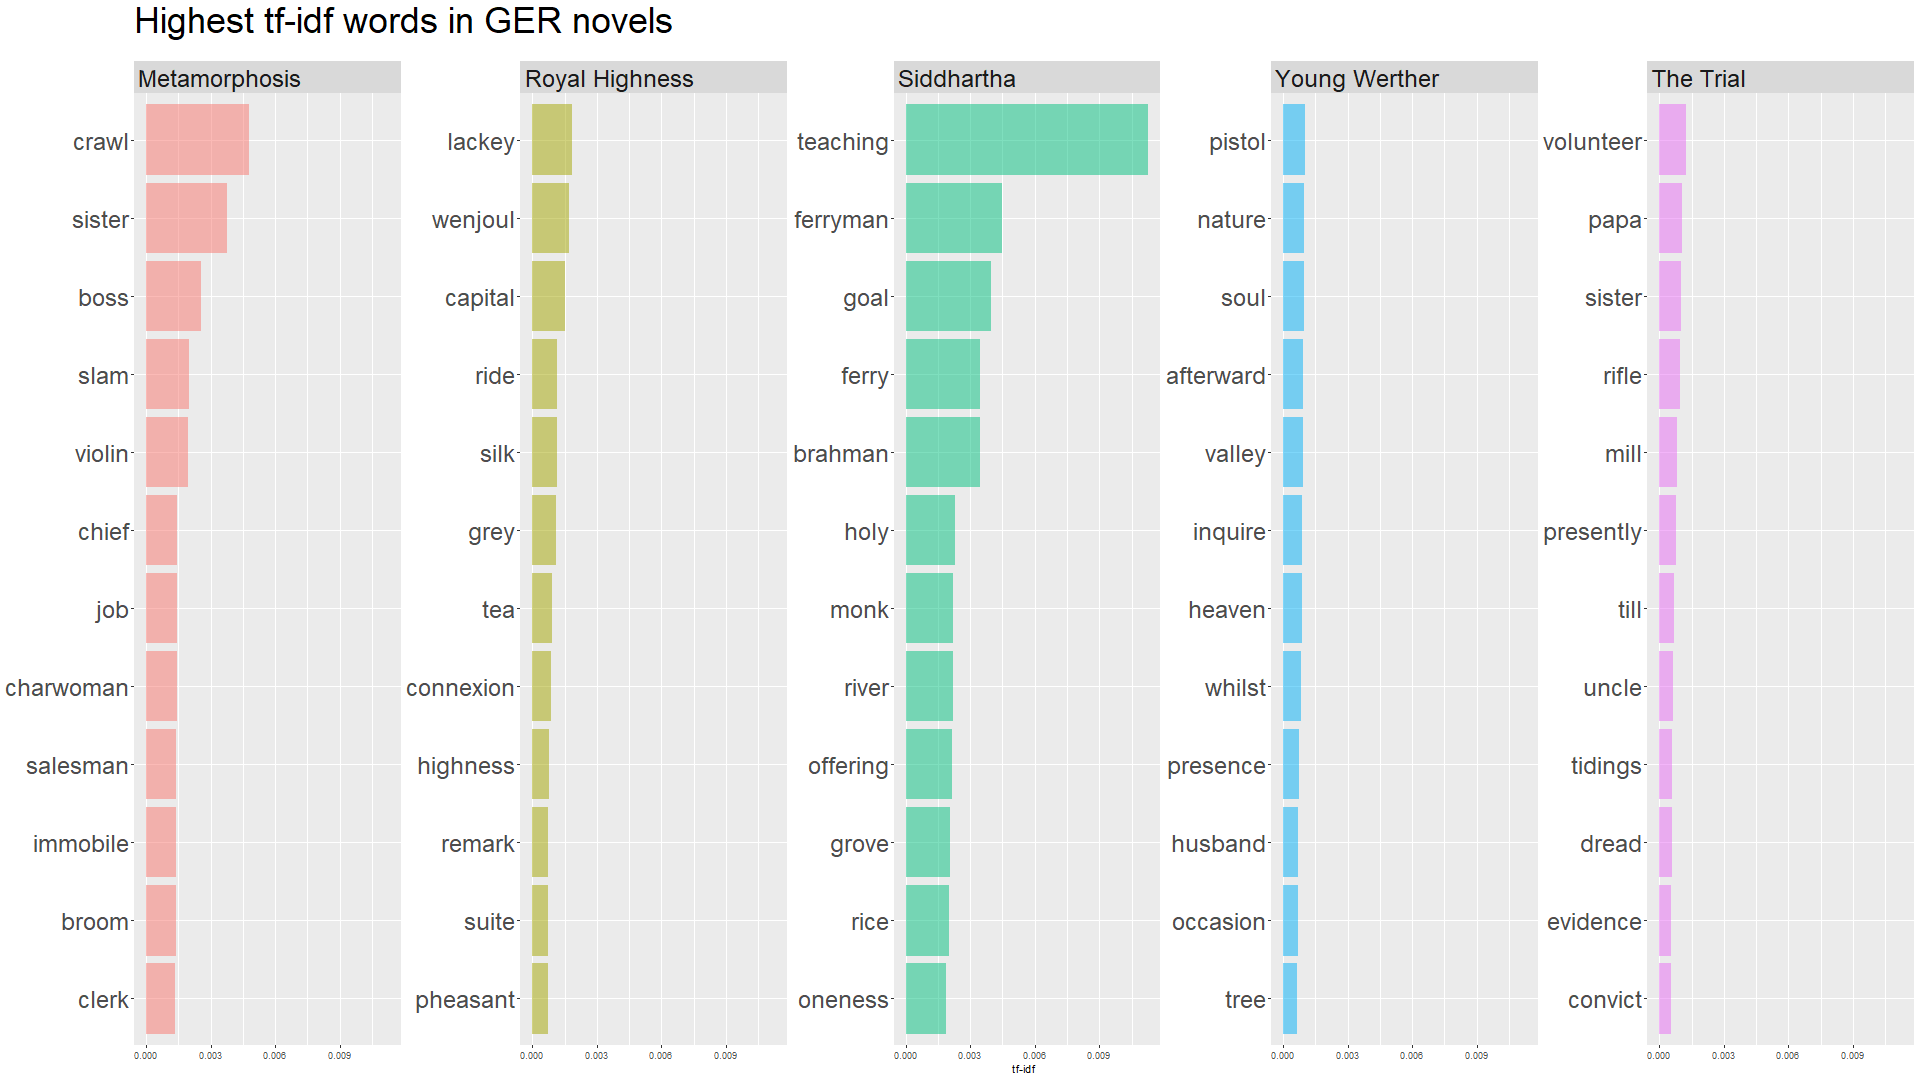 Highest tf-idf words in GER novels
Metamorphosis
crawl
sister
boss
slam
violin
chief
job
charwoman
salesman
immobile
broom
clerk
0.000 0.003 0.006 0.009
Royal Highness
lackey
wenjoul
capital
ride
silk
grey
tea
connexion
highness
remark
suite
pheasant
0.000 0.003 0.006 0.009
Siddhartha
teaching
ferryman
goal
ferry
brahman
holy
monk
river
offering
grove
rice
oneness
0.000 0.003 0.006 0.009
tf-idf
Young Werther
pistol
nature
soul
afterward
valley
inquire
heaven
whilst
presence
husband
occasion
tree
0.000 0.003 0.006 0.009
The Trial
volunteer
papa
sister
rifle
mill
presently
till
uncle
tidings
dread
evidence
convict
0.000 0.003 0.006 0.009